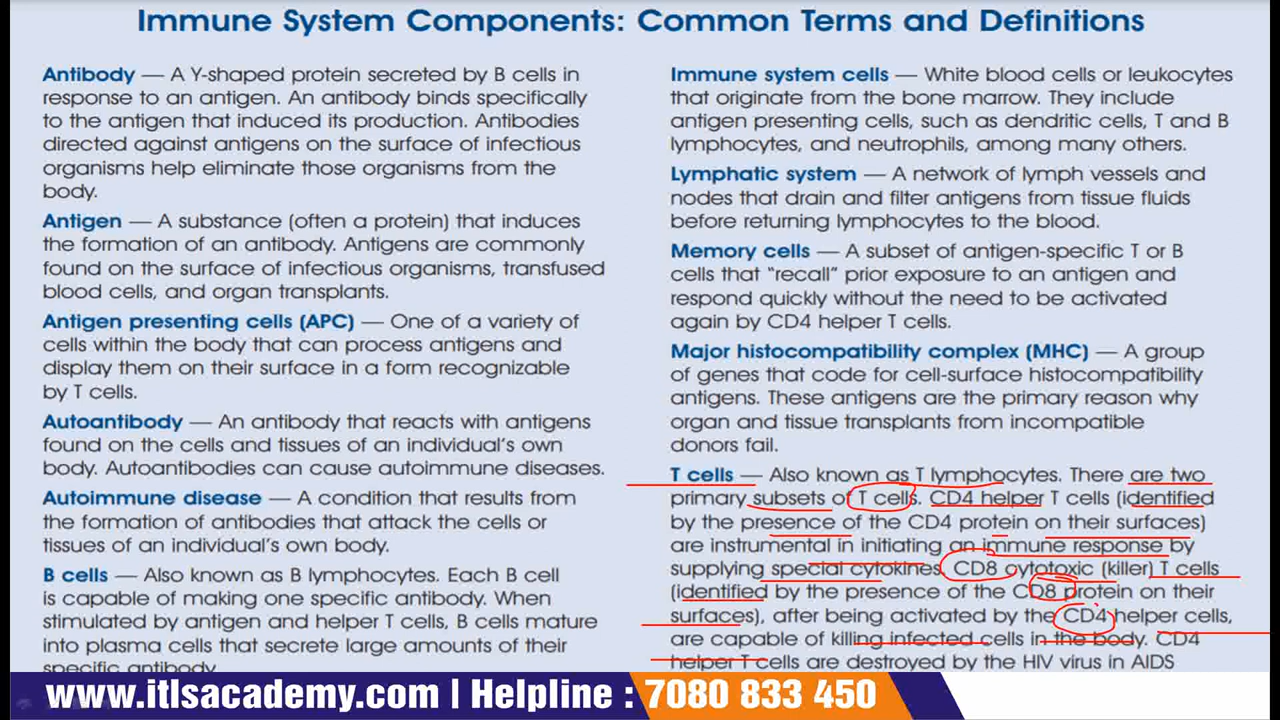 Immune System Components: Common Terms and Definitions
Antibody — A Y-shaped protein secreted by B cells in
response to an antigen. An antibody binds specifically
to the antigen that induced its production. Antibodies
directed against antigens on the surface of infectious
organisms help eliminate those organisms from the
body.
Antigen — A substance (often a protein) that induces
the formation of an antibody. Antigens are commonly
found on the surface of infectious organisms, transfused
blood cells, and organ transplants.
Antigen presenting cells (APC) — One of a variety of
cells within the body that can process antigens and
display them on their surface in a form recognizable
by T cells.
Autoantibody — An antibody that reacts with antigens
found on the cells and tissues of an individual's own
body. Autoantibodies can cause autoimmune diseases.
Autoimmune disease — A condition that results from
the formation of antibodies that attack the cells or
tissues of an individual's own body.
B cells — Also known as B lymphocytes. Each B cell
is capable of making one specific antibody. When
stimulated by antigen and helper T cells, B cells mature
into plasma cells that secrete large amounts of their
specific antibody.
Immune system cells — White blood cells or leukocytes
that originate from the bone marrow. They include
antigen presenting cells, such as dendritic cells, T and B
lymphocytes, and neutrophils, among many others.
Lymphatic system — A network of lymph vessels and
nodes that drain and filter antigens from tissue fluids
before returning lymphocytes to the blood.
Memory cells — A subset of antigen-specific T or B
cells that "recall" prior exposure to an antigen and
respond quickly without the need to be activated
again by CD4 helper T cells.
Major histocompatibility complex (MHC) — A group
of genes that code for cell-surface histocompatibility
antigens. These antigens are the primary reason why
organ and tissue transplants from incompatible
donors fail.
T cells — Also known as T lymphocytes. There are two
primary subsets of T cells. CD4 helper T cells (identified
by the presence of the CD4 protein on their surfaces)
are instrumental in initiating an immune response by
supplying special cytokines. CD8 cytotoxic (killer) T cells
(identified by the presence of the CD8 protein on their
surfaces), after being activated by the CD4 helper cells,
are capable of killing infected cells in the body. CD4
helper T cells are destroyed by the HIV virus in AIDS
www.itlsacademy.com | Helpline : 7080 833 450